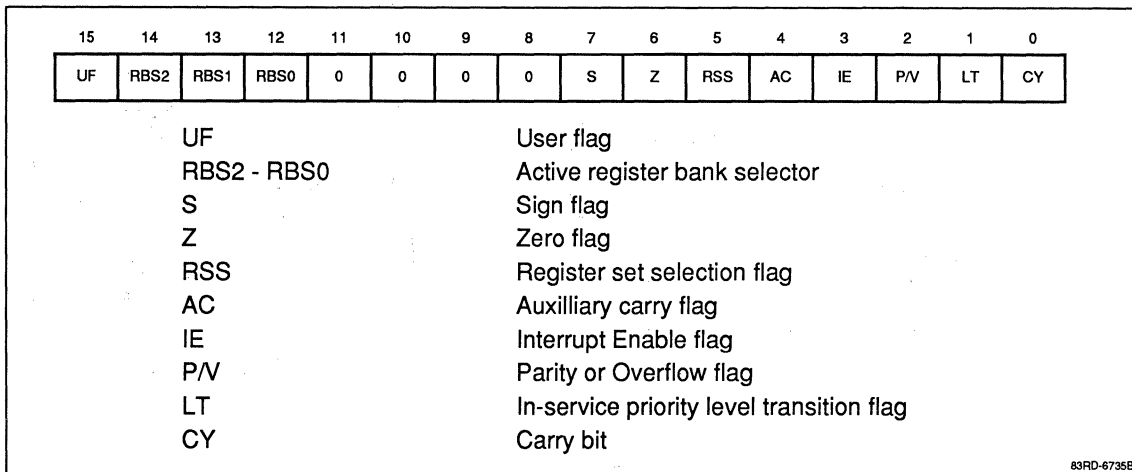 15 14 13 12 11 10 9 8 7 6 5 4 3 2 1 0
UF RBS2 RBS1 RBS0 0 0 0 0 S Z RSS AC IE P/V LT CY
UF User flag
RBS2 - RBS0 Active register bank selector
S Sign flag
Z Zero flag
RSS Register set selection flag
AC Auxilliary carry flag
IE Interrupt Enable flag
P/V Parity or Overflow flag
LT In-service priority level transition flag
CY Carry bit
83RD-6735B